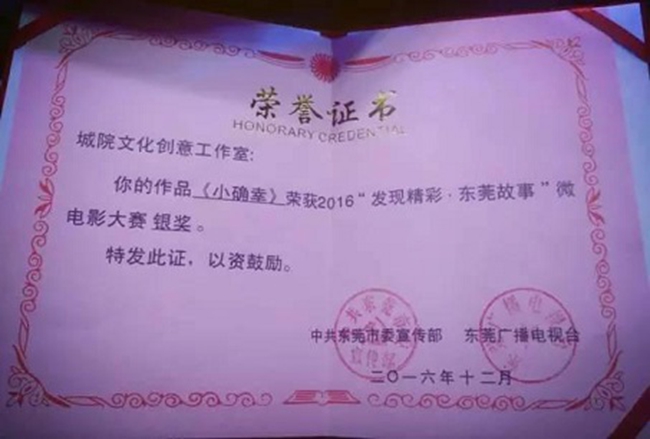 荣誉证书
HONORARY CREDENTIAL
城院文化创意工作室:
你的作品《小确幸》荣获2016“发现精彩·东莞故事”微
电影大赛 银奖。
特发此证，以资鼓励。
中共东莞市委宣传部 东莞广播电视台
二〇一六年十二月